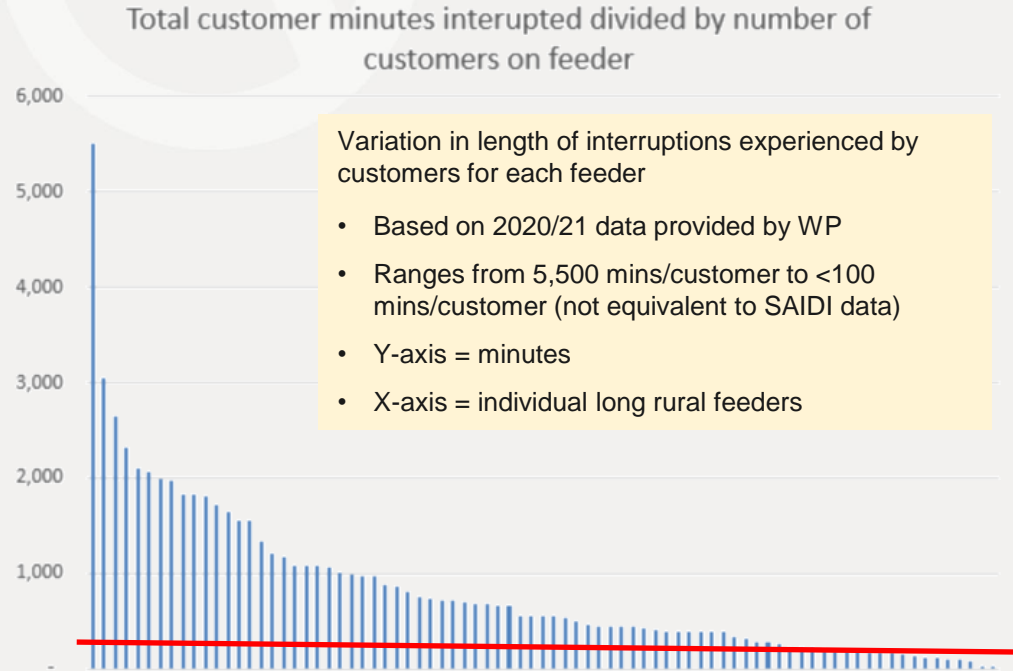 Total customer minutes interupted divided by number of
customers on feeder
6,000
5,000
4,000
3,000
2,000
1,000
-
Variation in length of interruptions experienced by
customers for each feeder
• Based on 2020/21 data provided by WP
• Ranges from 5,500 mins/customer to <100
mins/customer (not equivalent to SAIDI data)
• Y-axis = minutes
• X-axis = individual long rural feeders